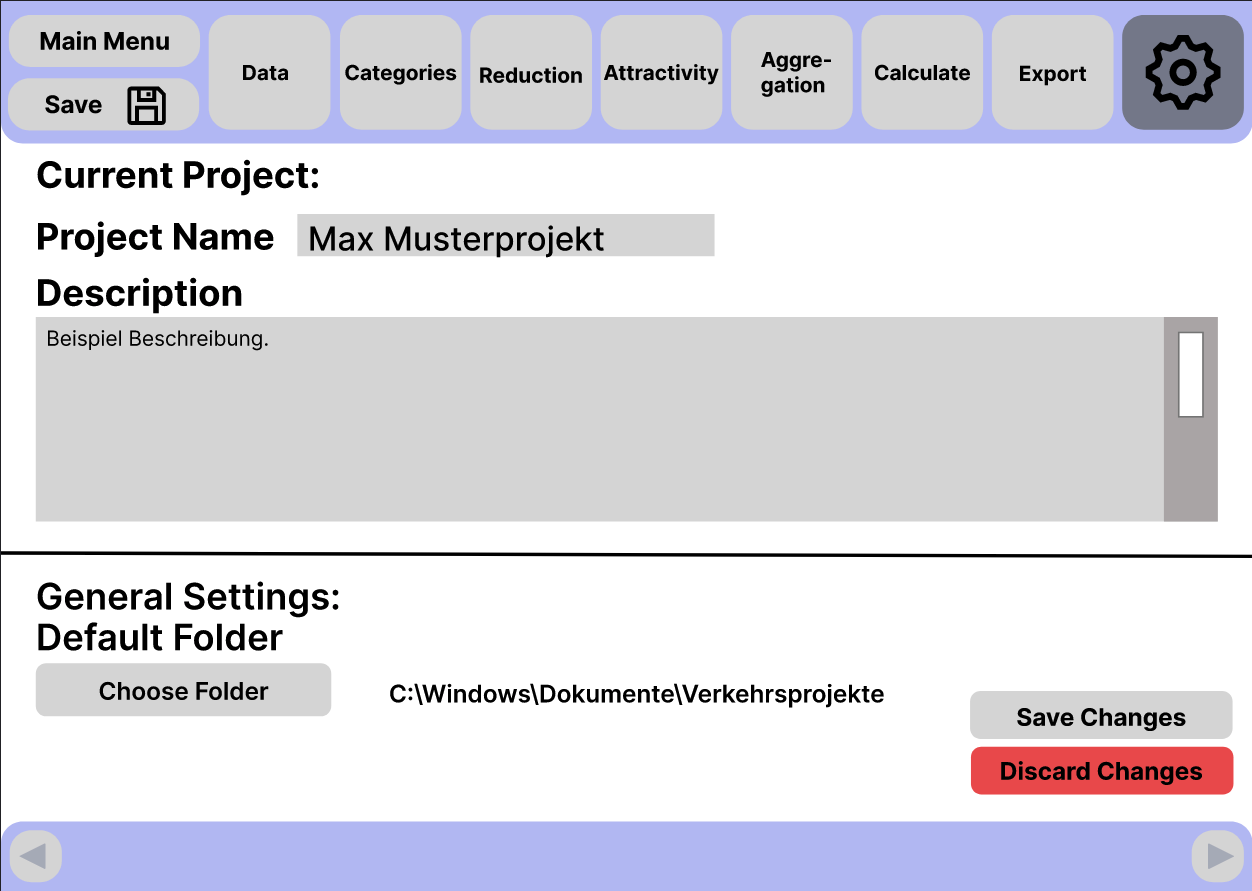 Main Menu
Save
Data
Categories
Reduction
Attractivity
Aggre-
gation
Calculate
Export
Current Project:
Project Name
Max Musterprojekt
Description
Beispiel Beschreibung.
General Settings:
Default Folder
Choose Folder
C:\Windows\Dokumente\Verkehrsprojekte
Save Changes
Discard Changes